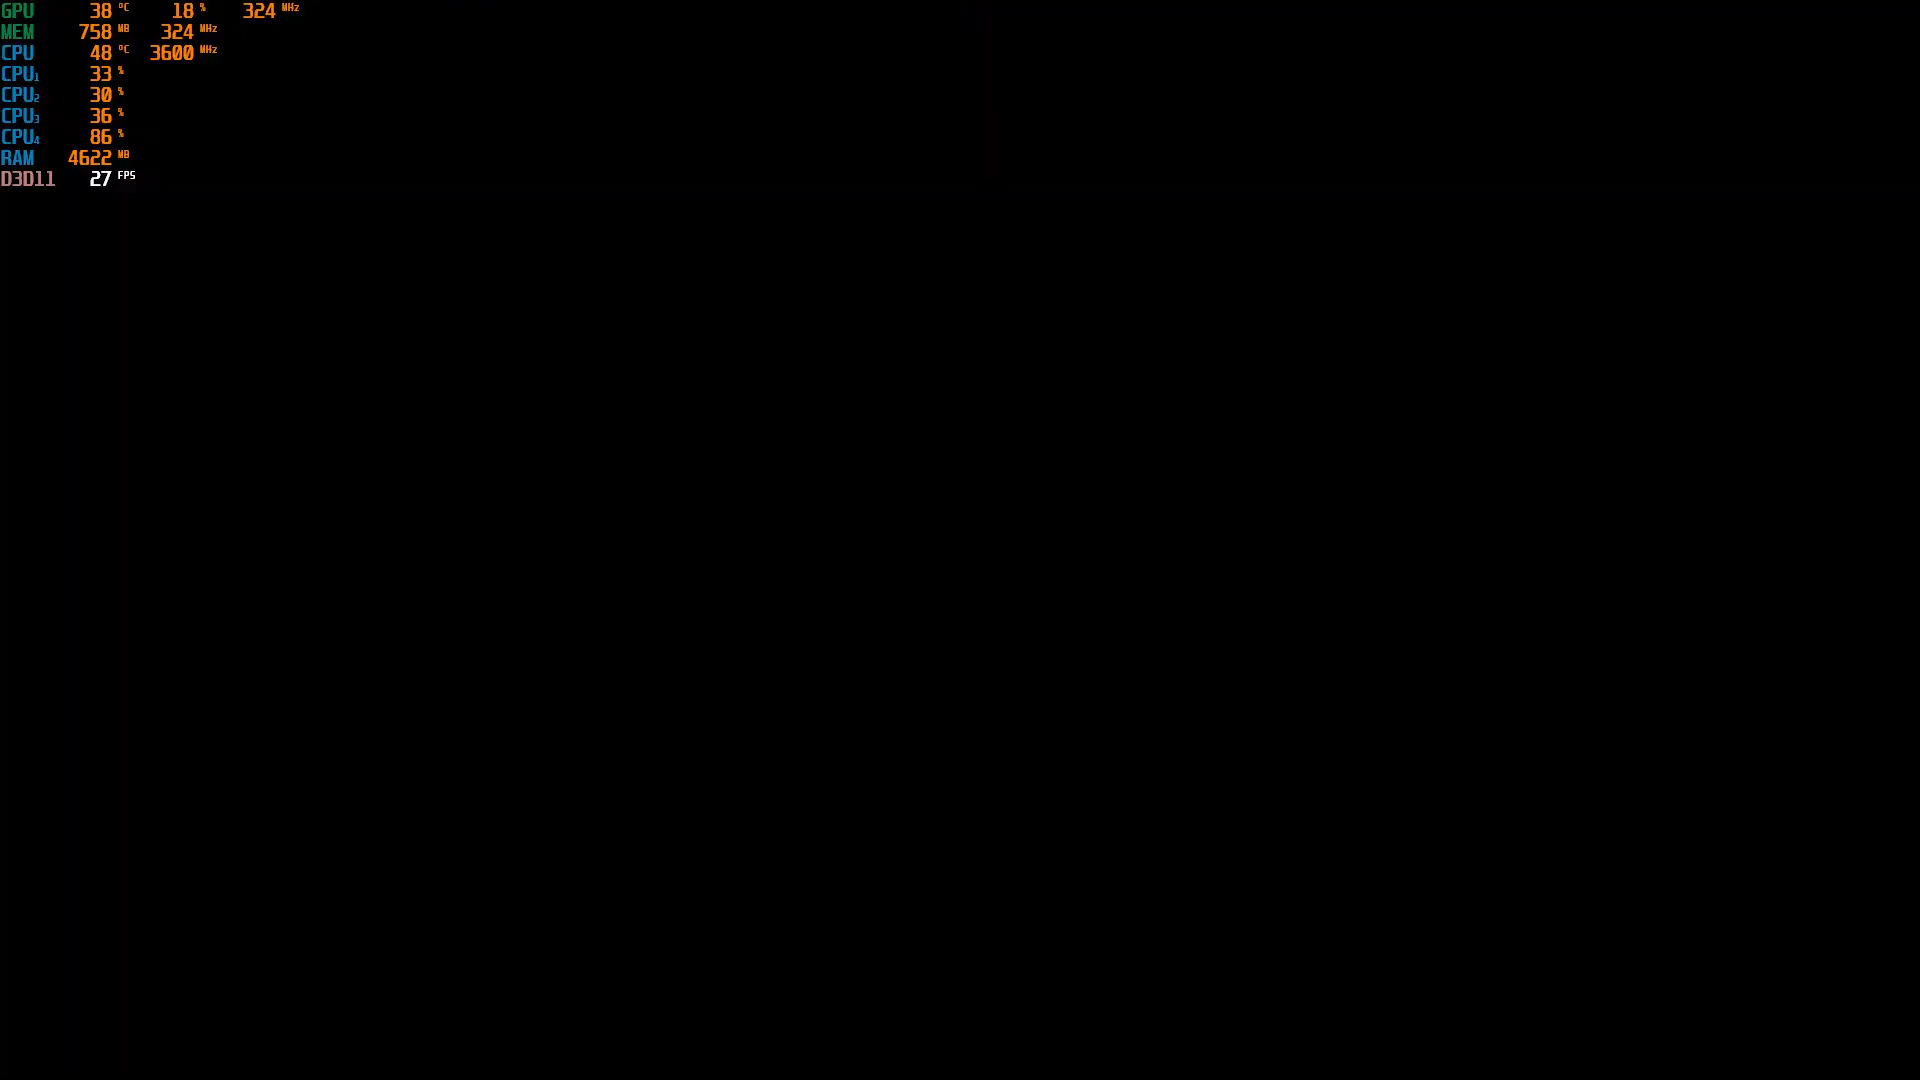 GPU 38 °C 18 % 324 MHz
MEM 758 MB 324 MHz
CPU 48 °C 3600 MHz
CPU1 33 %
CPU2 30 %
CPU3 36 %
CPU4 86 %
RAM 4622 MB
D3D11 27 FPS